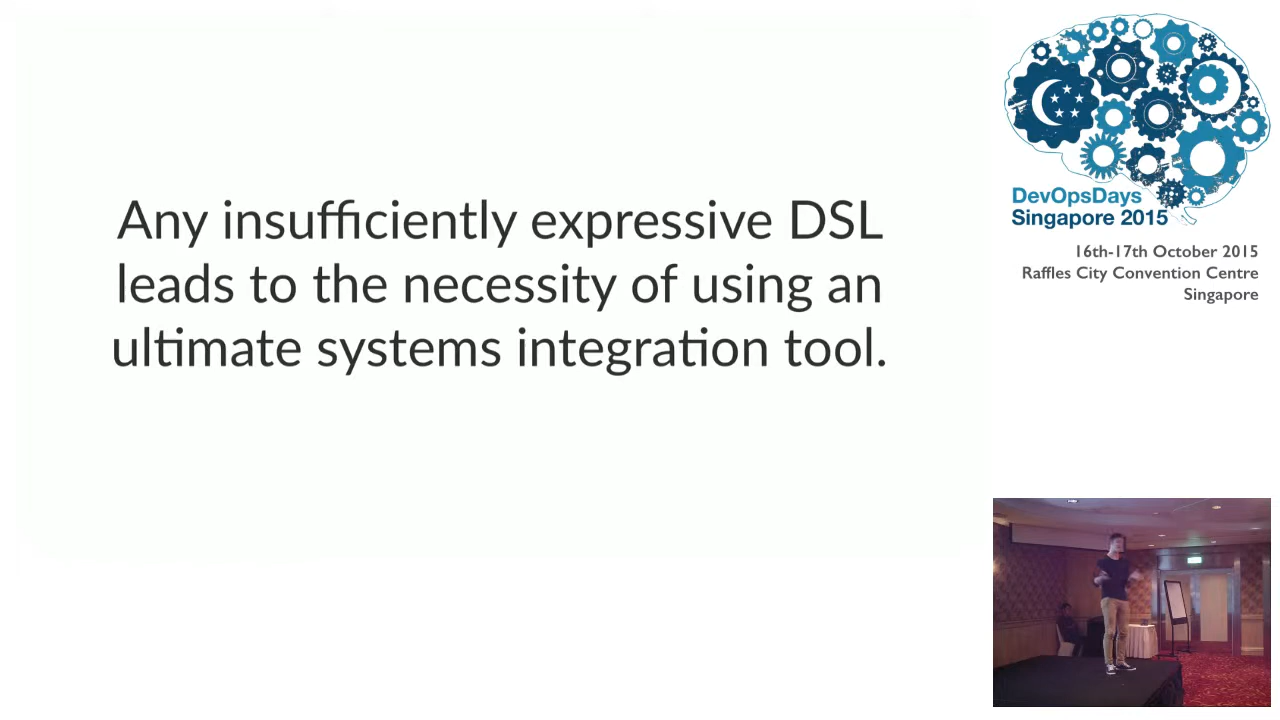 Any insufficiently expressive DSL
leads to the necessity of using an
ultimate systems integration tool.
DevOpsDays
Singapore 2015
16th-17th October 2015
Raffles City Convention Centre
Singapore